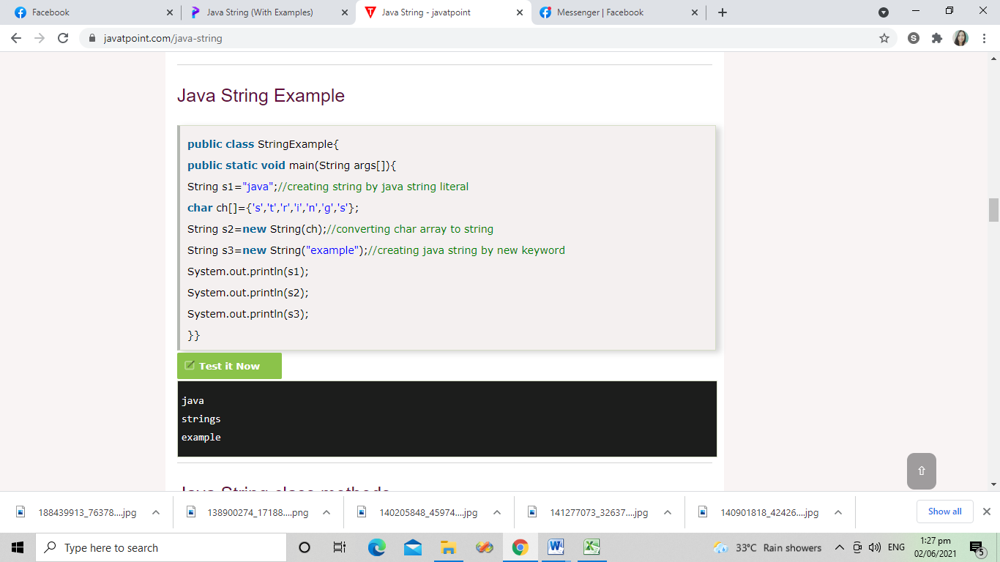 Facebook
Java String (With Examples)
Java String - javatpoint
Messenger | Facebook
javatpoint.com/java-string
S
Java String Example
public class StringExample{
public static void main(String args[]){
String s1="java";//creating string by java string literal
char ch[]={'s','t','r','i','n','g','s'};
String s2=new String(ch);//converting char array to string
String s3=new String("example");//creating java string by new keyword
System.out.println(s1);
System.out.println(s2);
System.out.println(s3);
}}
Test it Now
java
strings
example
Java String class methods
188439913_76378....jpg
138900274_17188....png
140205848_45974....jpg
141277073_32637....jpg
140901818_42426....jpg
Show all
Type here to search
33°C Rain showers
ENG
1:27 pm
02/06/2021
5